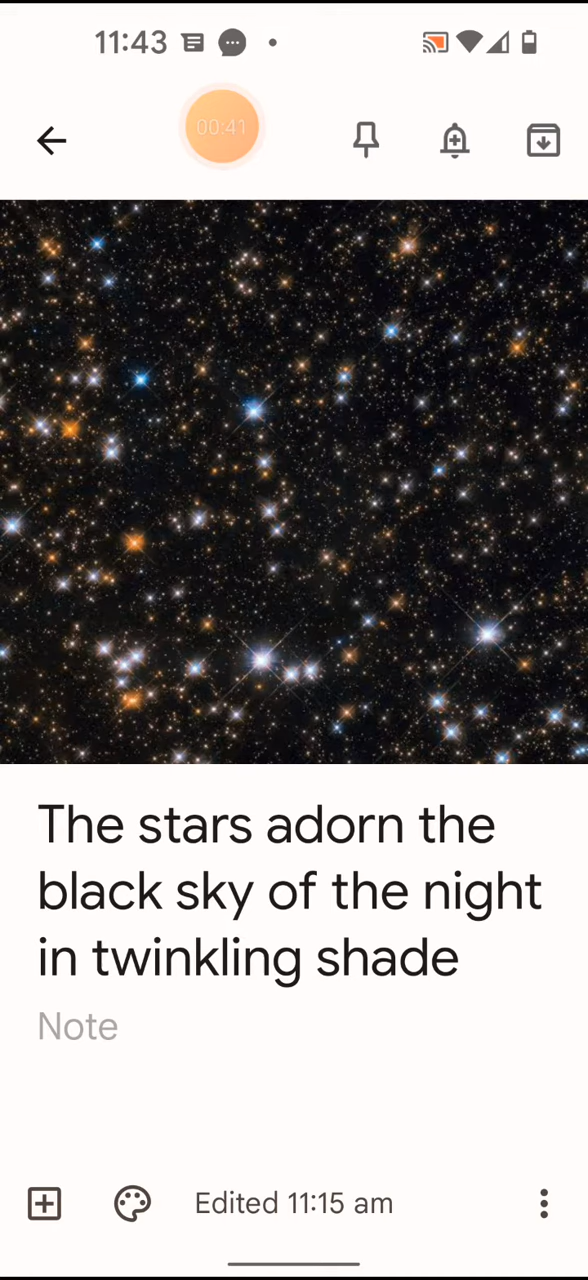 11:43
00:41
The stars adorn the
black sky of the night
in twinkling shade
Note
Edited 11:15 am